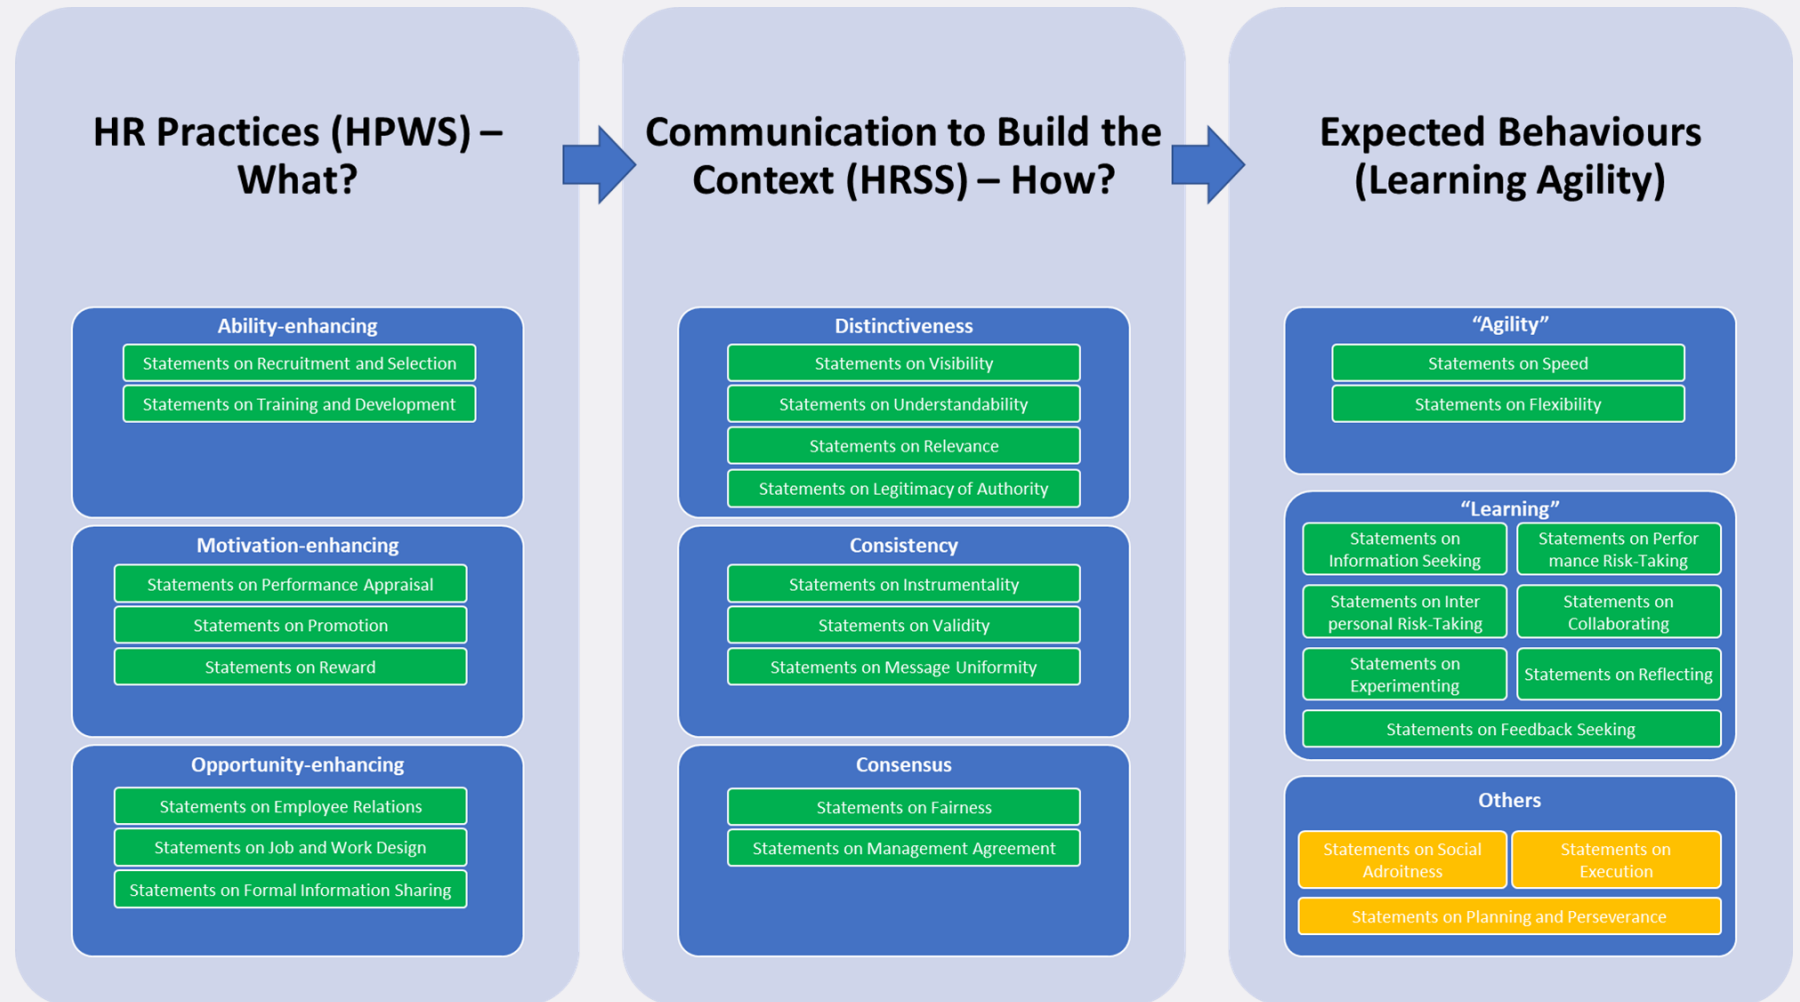 HR Practices (HPWS) –
What?
Ability-enhancing
Statements on Recruitment and Selection
Statements on Training and Development
Motivation-enhancing
Statements on Performance Appraisal
Statements on Promotion
Statements on Reward
Opportunity-enhancing
Statements on Employee Relations
Statements on Job and Work Design
Statements on Formal Information Sharing
Communication to Build the
Context (HRSS) – How?
Distinctiveness
Statements on Visibility
Statements on Understandability
Statements on Relevance
Statements on Legitimacy of Authority
Consistency
Statements on Instrumentality
Statements on Validity
Statements on Message Uniformity
Consensus
Statements on Fairness
Statements on Management Agreement
Expected Behaviours
(Learning Agility)
“Agility”
Statements on Speed
Statements on Flexibility
“Learning”
Statements on
Information Seeking
Statements on Perfor
mance Risk-Taking
Statements on Inter
personal Risk-Taking
Statements on
Collaborating
Statements on
Experimenting
Statements on Reflecting
Statements on Feedback Seeking
Others
Statements on Social
Adroitness
Statements on
Execution
Statements on Planning and Perseverance